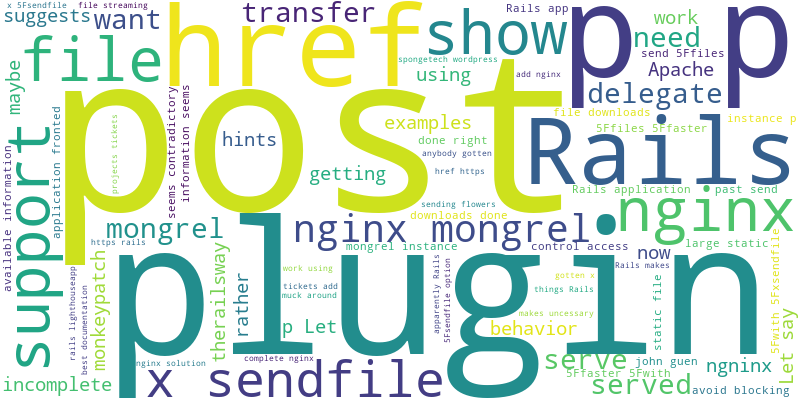 x 5Fsendfile
file streaming
suggests
want
transfer
href
show
Rails app
p p
work
need
send 5Ffiles
Apache
file
maybe
spongetech wordpress
using
add nginx
delegate
post
seems contradictory
information seems
examples
file downloads
instance p
5Ffiles 5Ffaster
support
application fronted
projects tickets
hints
done right
anybody gotten
Rails
available information
getting
href https
Rails application
past send
sending flowers
downloads done
nginx
mongrel
nginx mongrel
https rails
therailsway
mongrel instance
control access
large static
now
Rails makes
plugin
monkeypatch
rails lighthouseapp
best documentation
rather
work using
tickets add
muck around
apparently Rails
5Fsendfile option
gotten x
things Rails
static file
5Fwith 5Fxsendfile
makes uncessary
p Let
behavior
Let say
nginx solution
complete nginx
serve
john guen
ngninx
5Ffaster 5Fwith
incomplete
x sendfile
served
avoid blocking